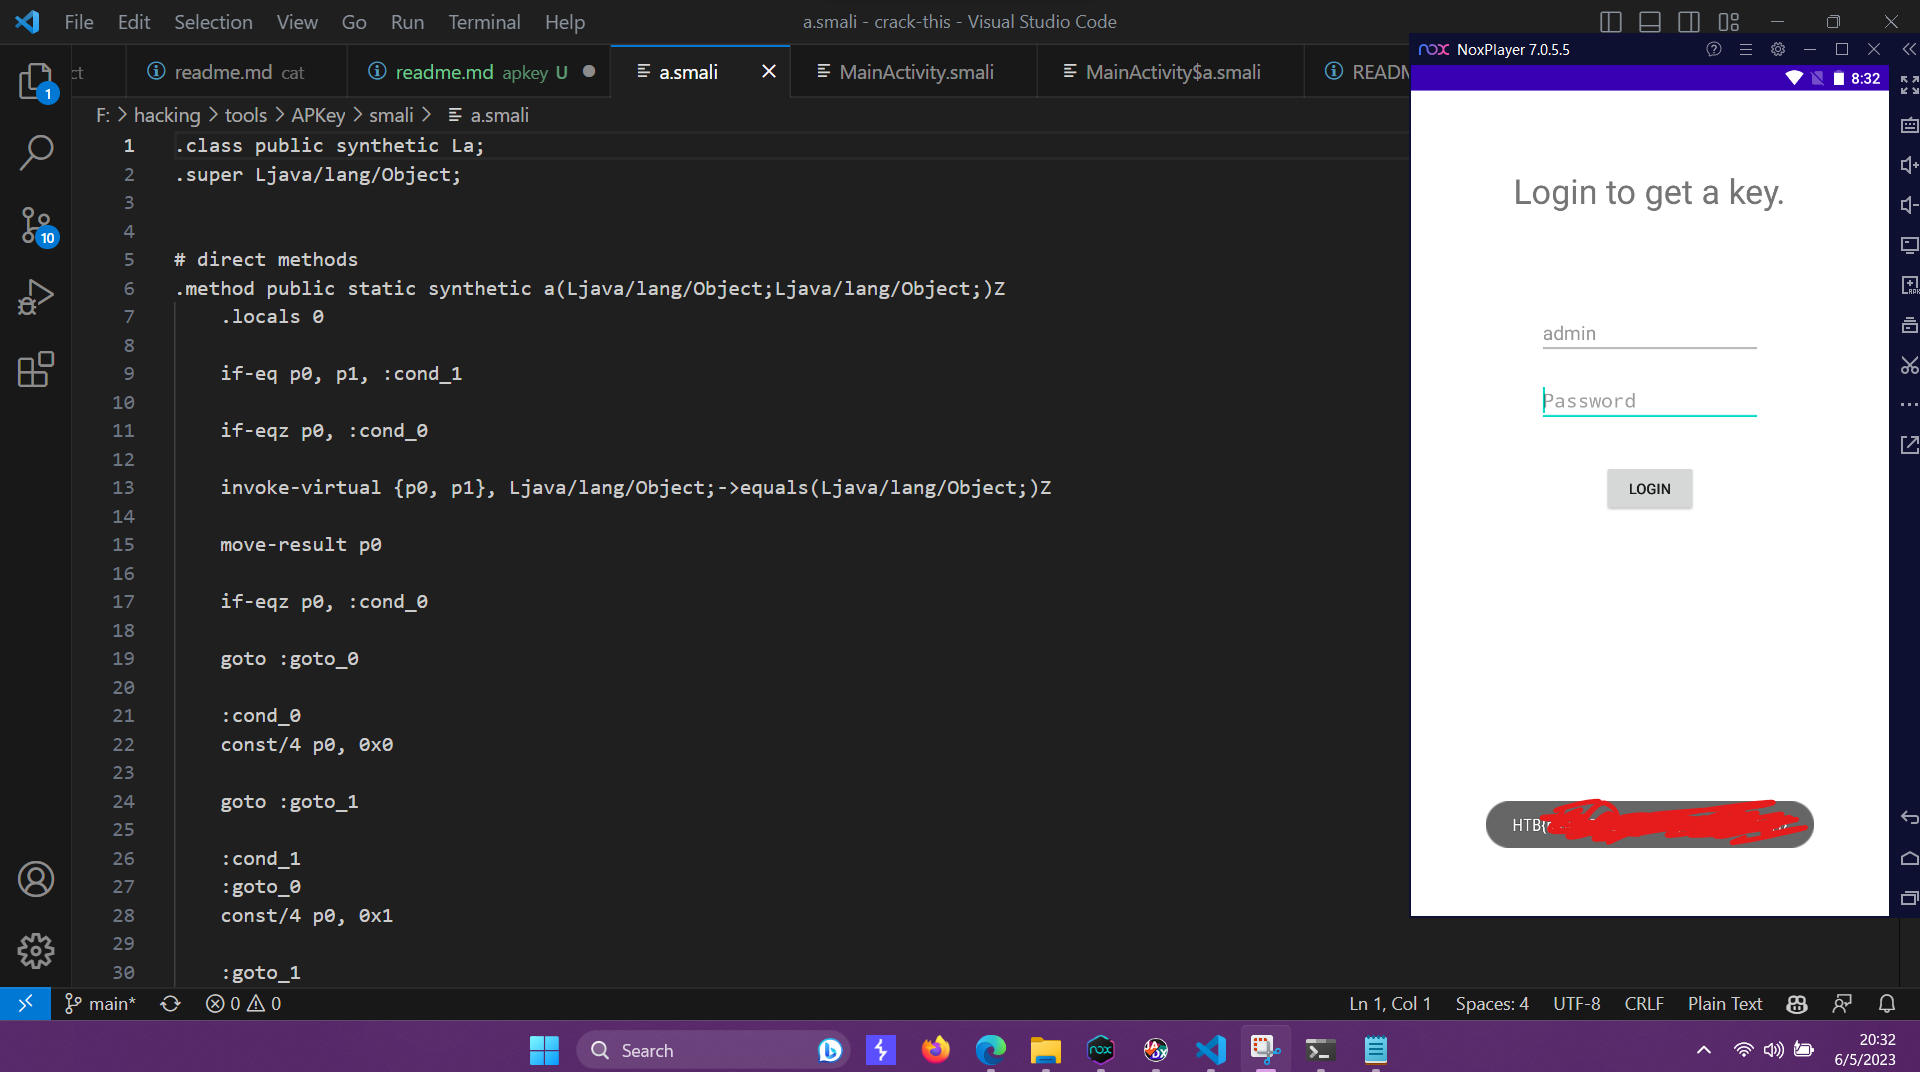 File Edit Selection View Go Run Terminal Help
a.smali - crack-this - Visual Studio Code
ct
readme.md cat
readme.md apkey U
a.smali
MainActivity.smali
MainActivity$a.smali
READM
F: > hacking > tools > APKey > smali > a.smali
1 .class public synthetic La;
2 .super Ljava/lang/Object;
3
4
5 # direct methods
6 .method public static synthetic a(Ljava/lang/Object;Ljava/lang/Object;)Z
7 .locals 0
8
9 if-eq p0, p1, :cond_1
10
11 if-eqz p0, :cond_0
12
13 invoke-virtual {p0, p1}, Ljava/lang/Object;->equals(Ljava/lang/Object;)Z
14
15 move-result p0
16
17 if-eqz p0, :cond_0
18
19 goto :goto_0
20
21 :cond_0
22 const/4 p0, 0x0
23
24 goto :goto_1
25
26 :cond_1
27 :goto_0
28 const/4 p0, 0x1
29
30 :goto_1
1
10
nox NoxPlayer 7.0.5.5
8:32
Login to get a key.
admin
Password
LOGIN
HTB{
main* 0 0
Ln 1, Col 1 Spaces: 4 UTF-8 CRLF Plain Text
Search
nox
20:32
6/5/2023